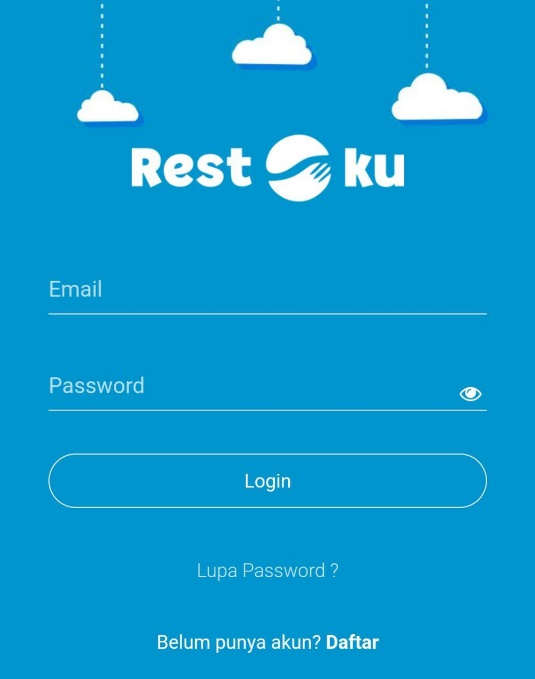 Rest ku
Email
Password
Login
Lupa Password ?
Belum punya akun? Daftar